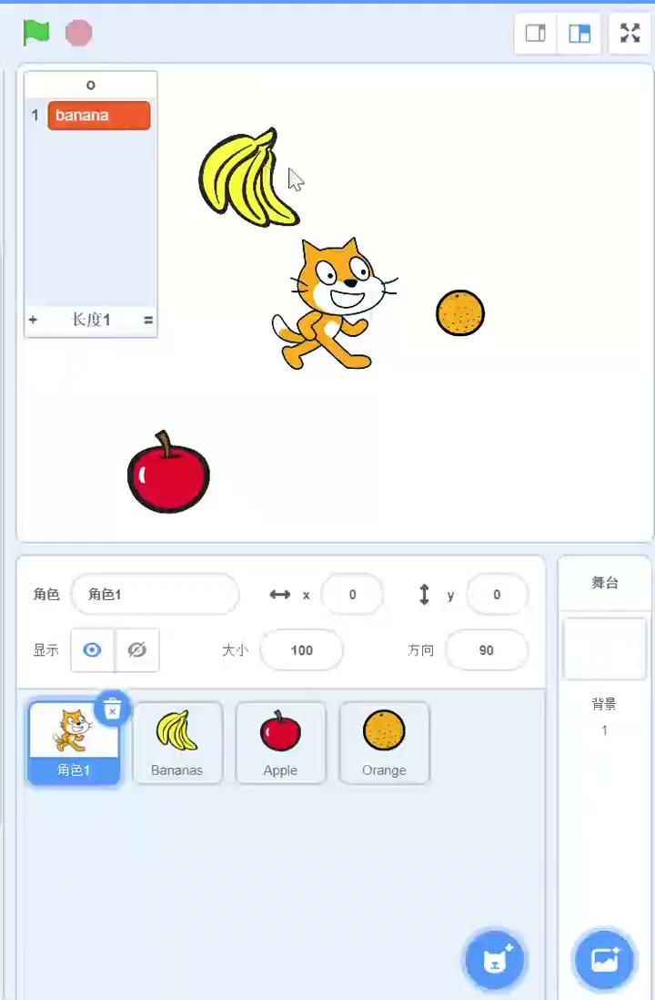 o
1 banana
+ 长度1 =
角色 角色1 x 0 y 0
显示 大小 100 方向 90
舞台
背景
1
角色1
Bananas
Apple
Orange